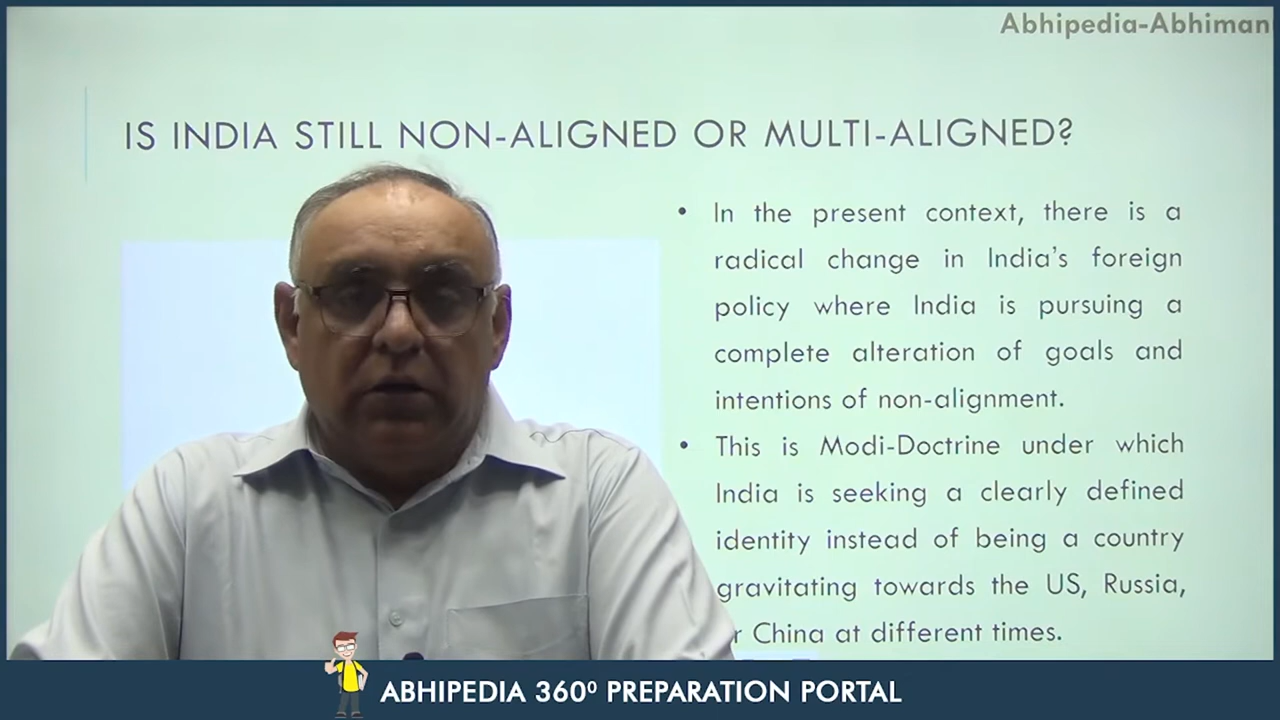 Abhipedia-Abhiman
IS INDIA STILL NON-ALIGNED OR MULTI-ALIGNED?
• In the present context, there is a
radical change in India's foreign
policy where India is pursuing a
complete alteration of goals and
intentions of non-alignment.
• This is Modi-Doctrine under which
India is seeking a clearly defined
identity instead of being a country
gravitating towards the US, Russia,
r China at different times.
ABHIPEDIA 360⁰ PREPARATION PORTAL